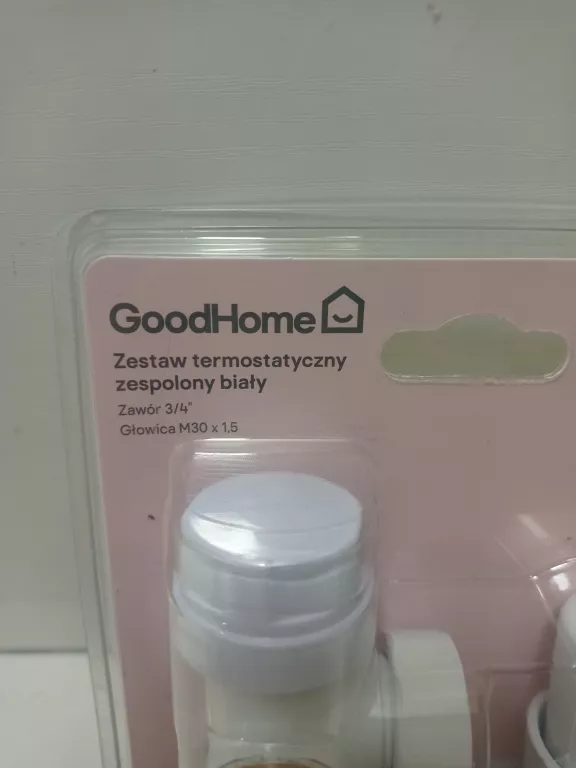 GoodHome
Zestaw termostatyczny
zespolony biały
Zawór 3/4"
Głowica M30 x 1,5